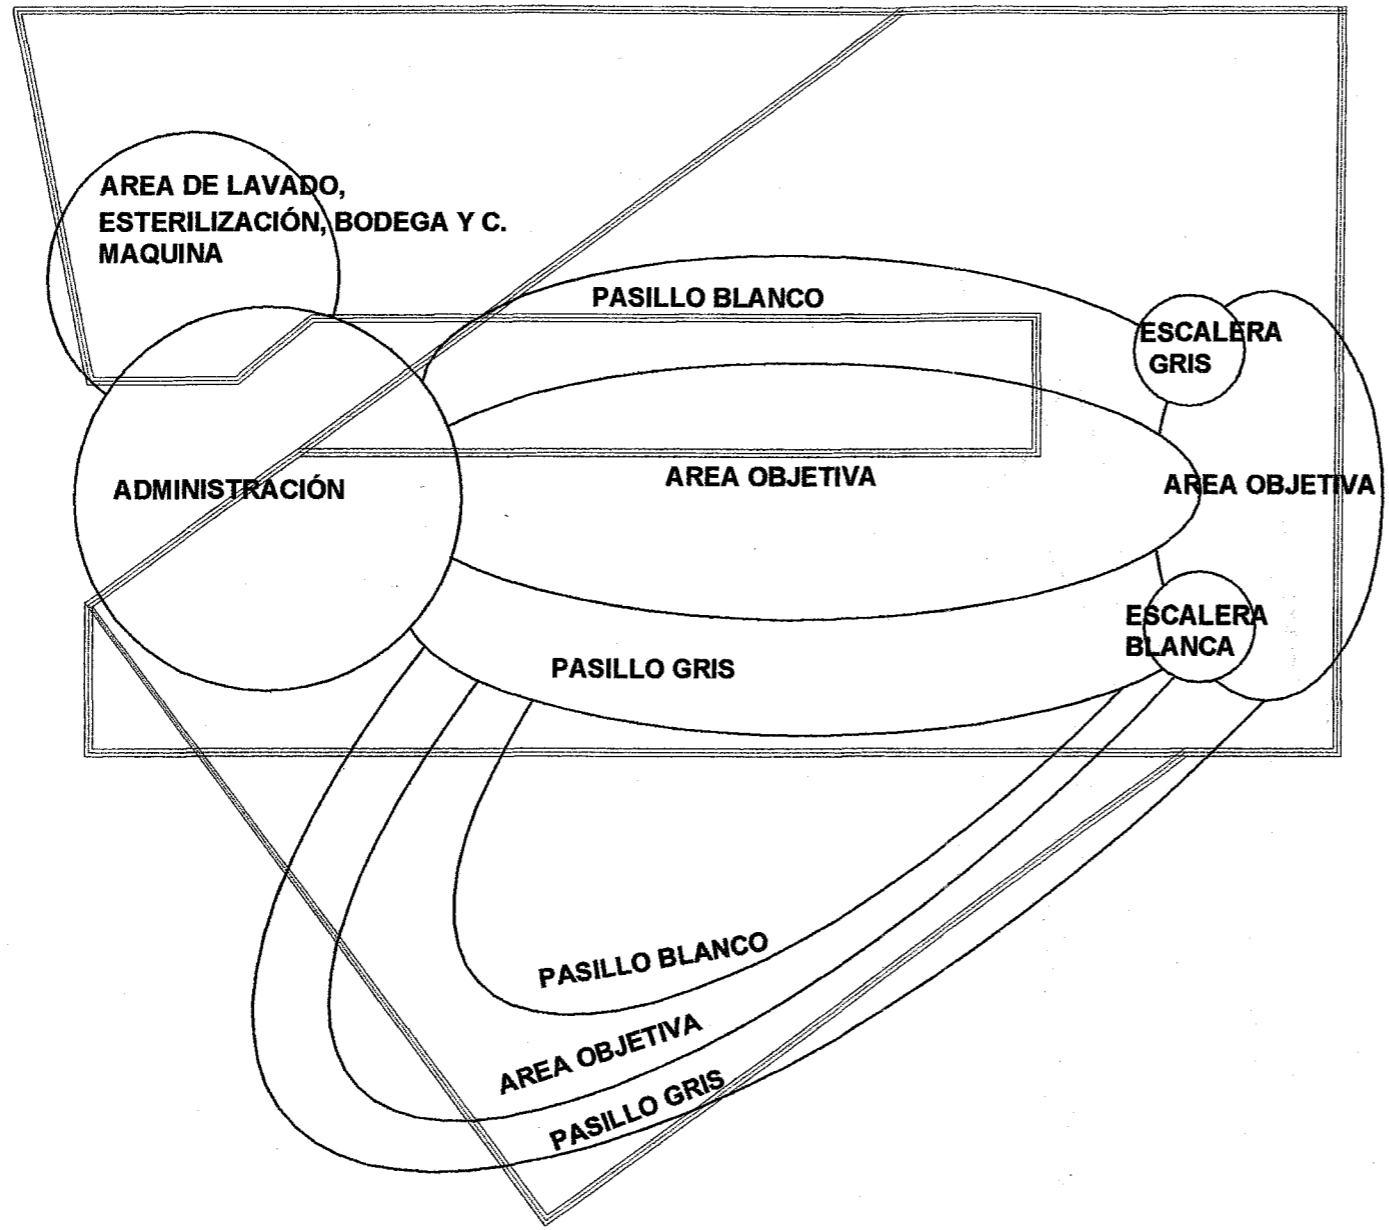 AREA DE LAVADO,
ESTERILIZACIÓN, BODEGA Y C.
MAQUINA
PASILLO BLANCO
ESCALERA
GRIS
AREA OBJETIVA
AREA OBJETIVA
ADMINISTRACIÓN
ESCALERA
BLANCA
PASILLO GRIS
PASILLO BLANCO
AREA OBJETIVA
PASILLO GRIS